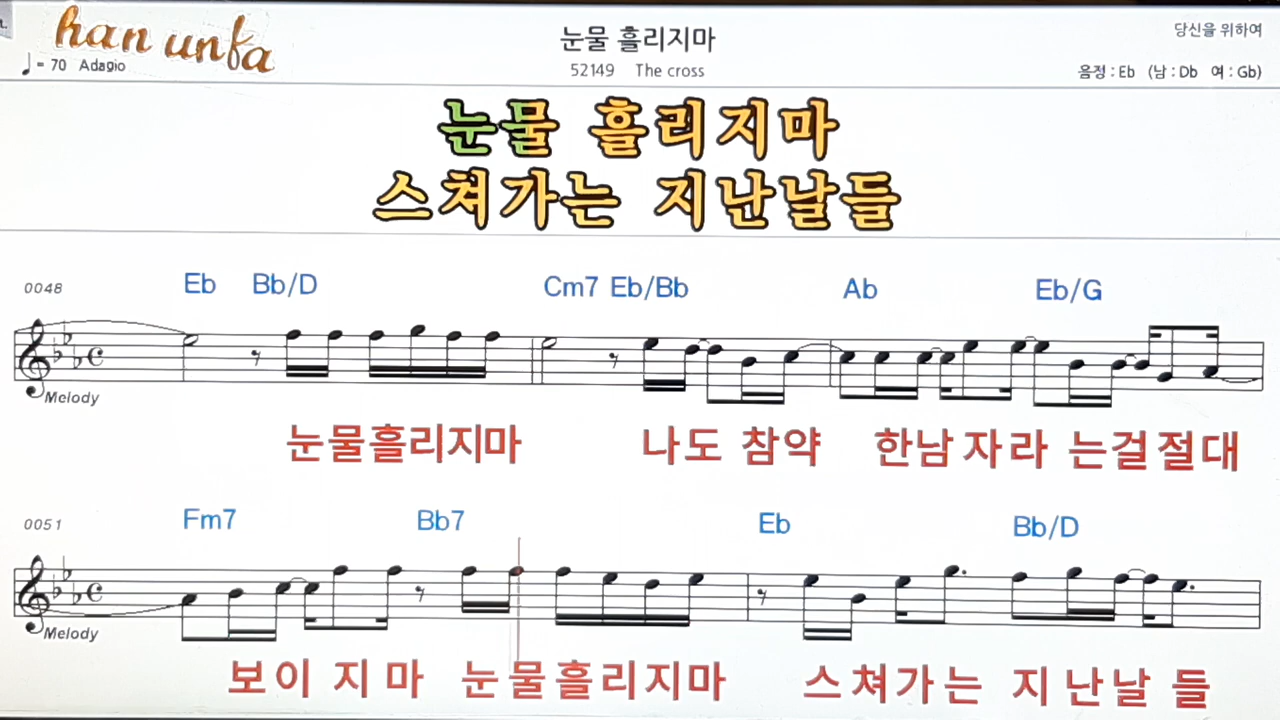 han unfa
♩= 70 Adagio
눈물 흘리지마
52149 The cross
당신을 위하여
음정 : Eb (남 : Db 여 : Gb)
눈물 흘리지마
스쳐가는 지난날들
0048 Eb Bb/D Cm7 Eb/Bb Ab Eb/G
Melody
눈물흘리지마 나도 참약 한남자라 는걸절대
0051 Fm7 Bb7 Eb Bb/D
Melody
보이 지마 눈물흘리지마 스쳐가는 지난날 들